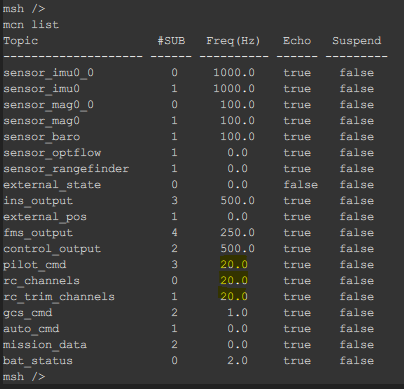 msh />
mcn list
Topic #SUB Freq(Hz) Echo Suspend
-------------------- ------ ---------- ------ ---------
sensor_imu0_0 0 1000.0 true false
sensor_imu0 1 1000.0 true false
sensor_mag0_0 0 100.0 true false
sensor_mag0 1 100.0 true false
sensor_baro 1 100.0 true false
sensor_optflow 1 0.0 true false
sensor_rangefinder 1 0.0 true false
external_state 0 0.0 false false
ins_output 3 500.0 true false
external_pos 1 0.0 true false
fms_output 4 250.0 true false
control_output 2 500.0 true false
pilot_cmd 3 20.0 true false
rc_channels 0 20.0 true false
rc_trim_channels 1 20.0 true false
gcs_cmd 2 1.0 true false
auto_cmd 1 0.0 true false
mission_data 2 0.0 true false
bat_status 0 2.0 true false
msh />